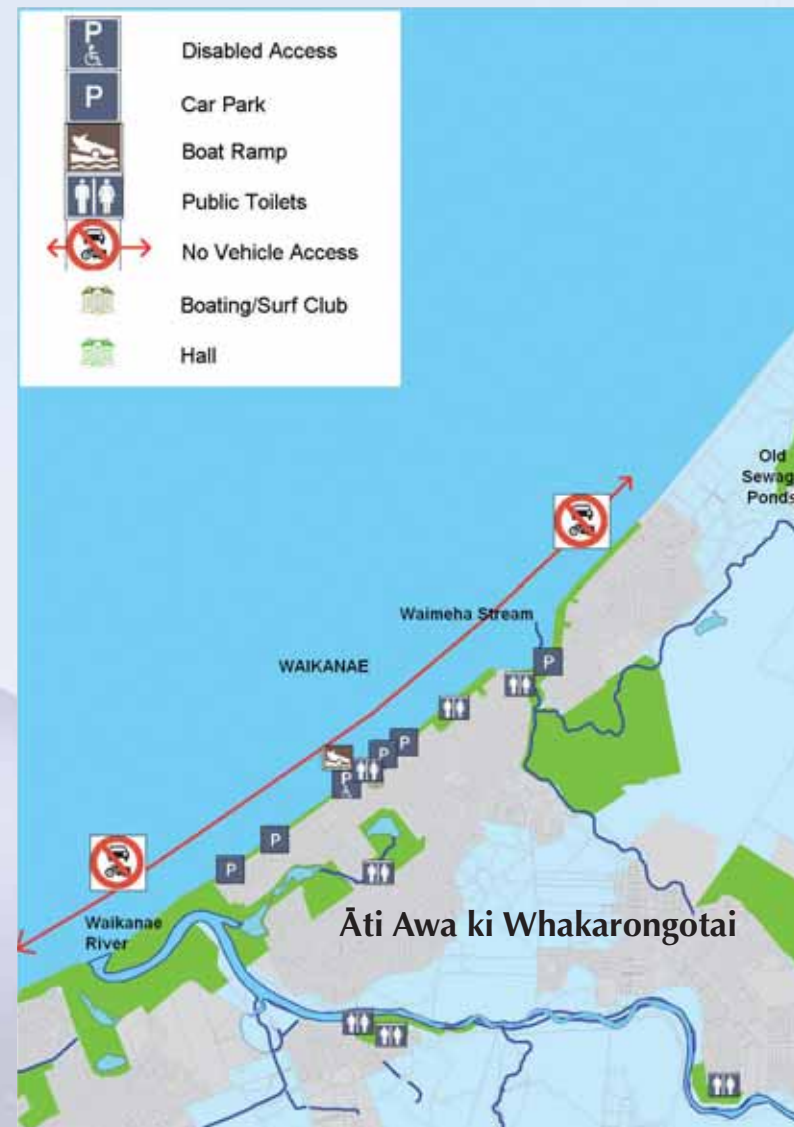 P
Disabled Access
P
Car Park
Boat Ramp
Public Toilets
No Vehicle Access
Boating/Surf Club
Hall
Old
Sewag
Ponds
Waimeha Stream
P
WAIKANAE
P
P
P
P
P
Waikanae
River
Āti Awa ki Whakarongotai